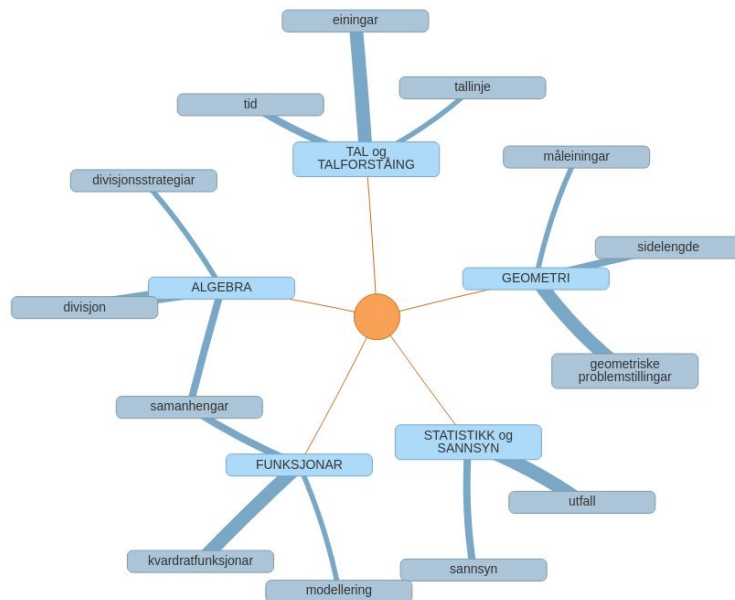 einingar
tid
tallinje
TAL og
TALFORSTÅING
måleiningar
divisjonsstrategiar
sidelengde
GEOMETRI
ALGEBRA
divisjon
geometriske
problemstillingar
samanhengar
STATISTIKK og
SANNSYN
FUNKSJONAR
utfall
kvardratfunksjonar
sannsyn
modellering